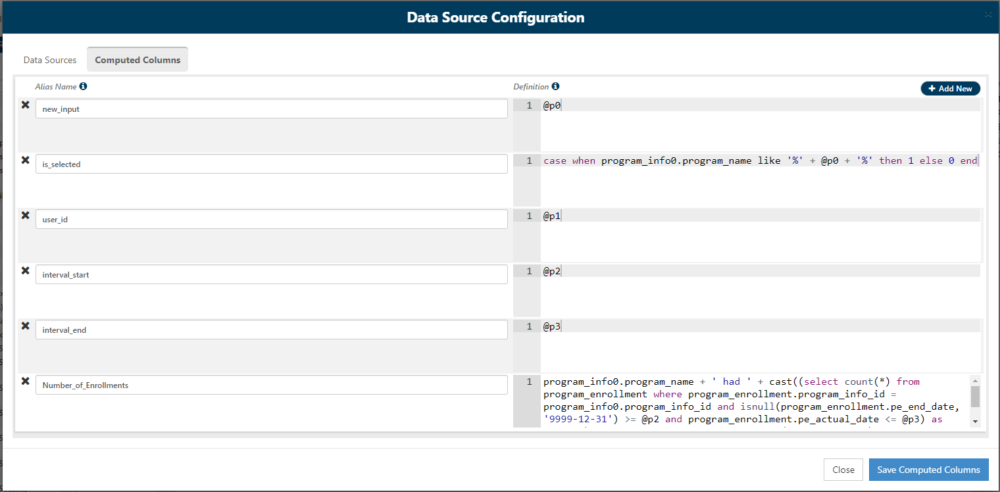 Data Source Configuration
Data Sources
Computed Columns
Alias Name
Definition
Add New
new_input
1 @p0
is_selected
1 case when program_info0.program_name like '%' + @p0 + '%' then 1 else 0 end
user_id
1 @p1
interval_start
1 @p2
interval_end
1 @p3
Number_of_Enrollments
1 program_info0.program_name + ' had ' + cast((select count(*) from
program_enrollment where program_enrollment.program_info_id =
program_info0.program_info_id and isnull(program_enrollment.pe_end_date,
'9999-12-31') >= @p2 and program_enrollment.pe_actual_date <= @p3) as
Close
Save Computed Columns